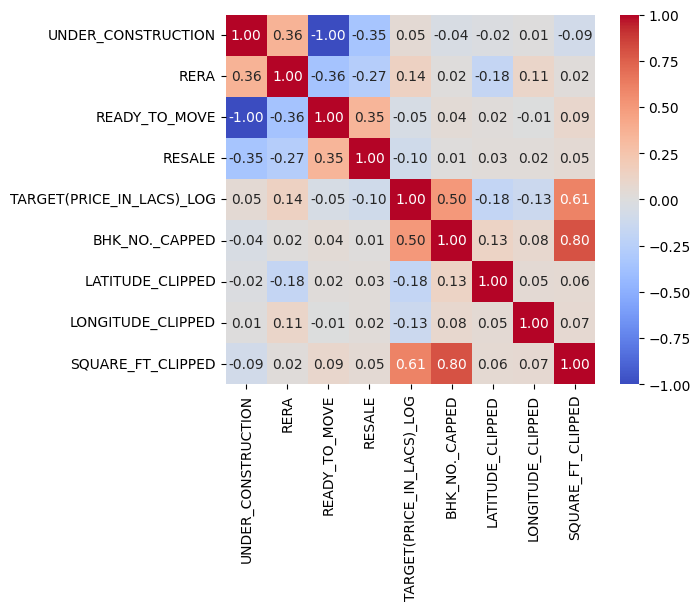 UNDER_CONSTRUCTION 1.00 0.36 -1.00 -0.35 0.05 -0.04 -0.02 0.01 -0.09
RERA 0.36 1.00 -0.36 -0.27 0.14 0.02 -0.18 0.11 0.02
READY_TO_MOVE -1.00 -0.36 1.00 0.35 -0.05 0.04 0.02 -0.01 0.09
RESALE -0.35 -0.27 0.35 1.00 -0.10 0.01 0.03 0.02 0.05
TARGET(PRICE_IN_LACS)_LOG 0.05 0.14 -0.05 -0.10 1.00 0.50 -0.18 -0.13 0.61
BHK_NO._CAPPED -0.04 0.02 0.04 0.01 0.50 1.00 0.13 0.08 0.80
LATITUDE_CLIPPED -0.02 -0.18 0.02 0.03 -0.18 0.13 1.00 0.05 0.06
LONGITUDE_CLIPPED 0.01 0.11 -0.01 0.02 -0.13 0.08 0.05 1.00 0.07
SQUARE_FT_CLIPPED -0.09 0.02 0.09 0.05 0.61 0.80 0.06 0.07 1.00
UNDER_CONSTRUCTION
RERA
READY_TO_MOVE
RESALE
TARGET(PRICE_IN_LACS)_LOG
BHK_NO._CAPPED
LATITUDE_CLIPPED
LONGITUDE_CLIPPED
SQUARE_FT_CLIPPED
1.00
0.75
0.50
0.25
0.00
−0.25
−0.50
−0.75
−1.00